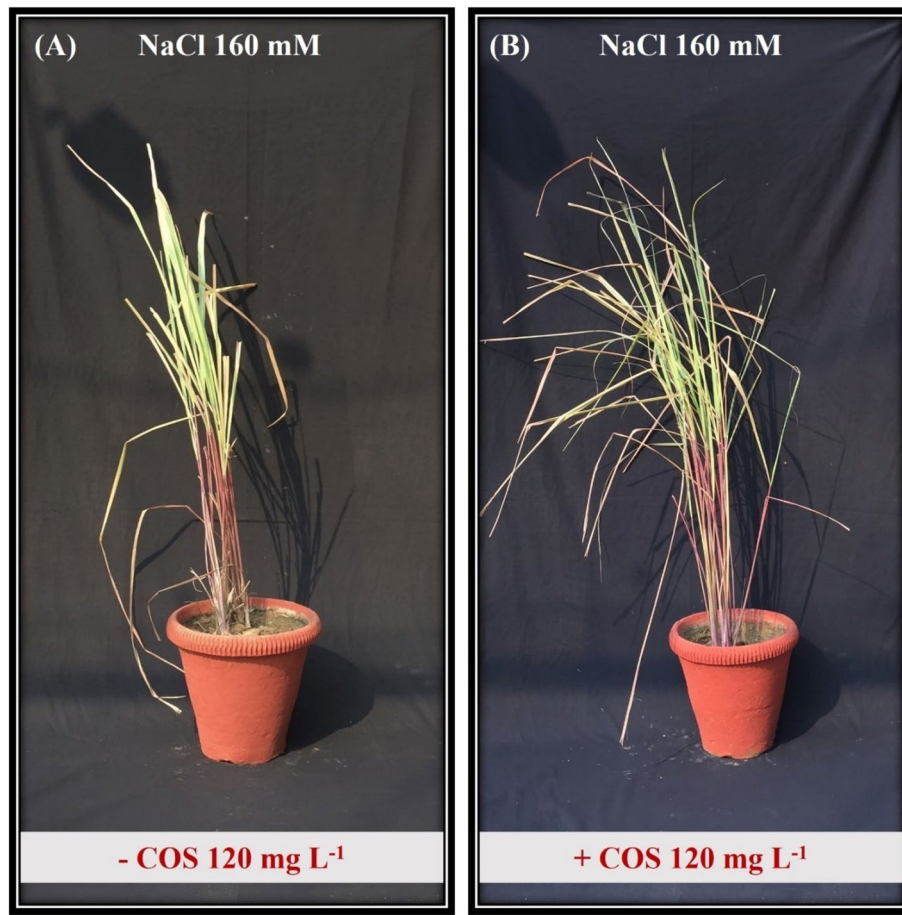 (A) NaCl 160 mM
- COS 120 mg L⁻¹
(B) NaCl 160 mM
+ COS 120 mg L⁻¹